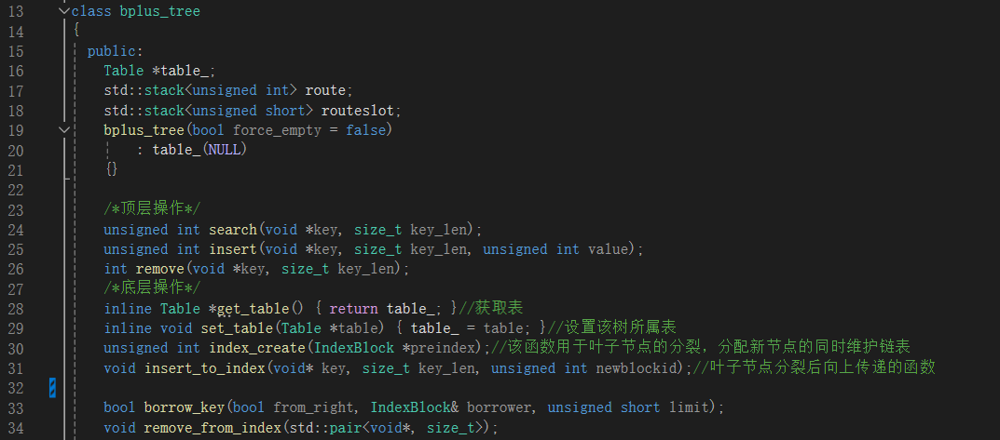 13 class bplus_tree
14 {
15 public:
16 Table *table_;
17 std::stack<unsigned int> route;
18 std::stack<unsigned short> routeslot;
19 bplus_tree(bool force_empty = false)
20 : table_(NULL)
21 {}
22
23 /*顶层操作*/
24 unsigned int search(void *key, size_t key_len);
25 unsigned int insert(void *key, size_t key_len, unsigned int value);
26 int remove(void *key, size_t key_len);
27 /*底层操作*/
28 inline Table *get_table() { return table_; }//获取表
29 inline void set_table(Table *table) { table_ = table; }//设置该树所属表
30 unsigned int index_create(IndexBlock *preindex);//该函数用于叶子节点的分裂，分配新节点的同时维护链表
31 void insert_to_index(void* key, size_t key_len, unsigned int newblockid);//叶子节点分裂后向上传递的函数
32
33 bool borrow_key(bool from_right, IndexBlock& borrower, unsigned short limit);
34 void remove_from_index(std::pair<void*, size_t>);